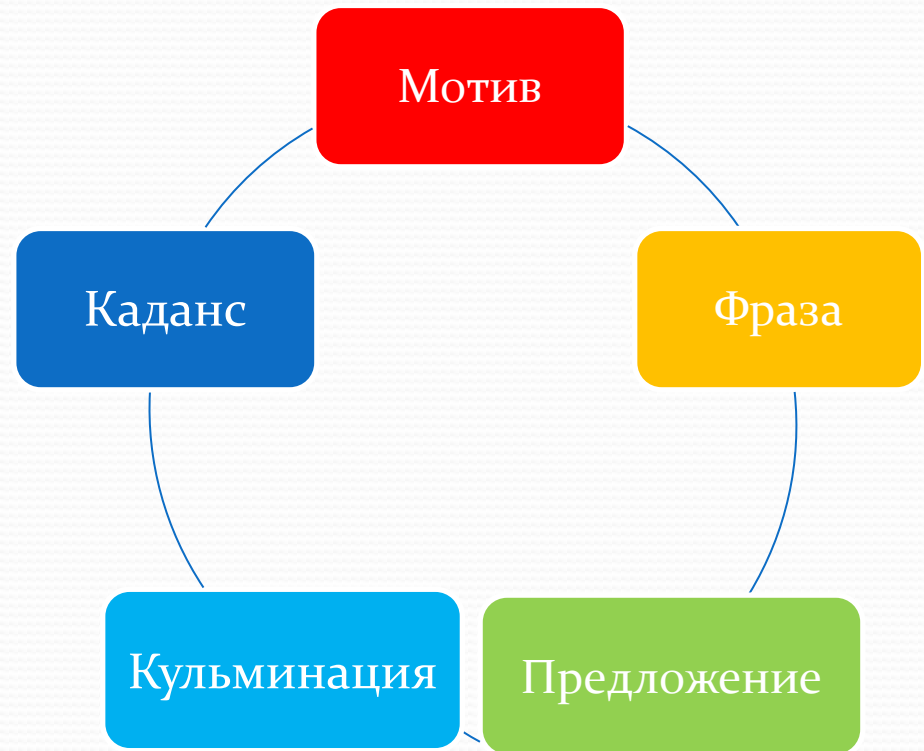 Мотив
Фраза
Предложение
Кульминация
Каданс